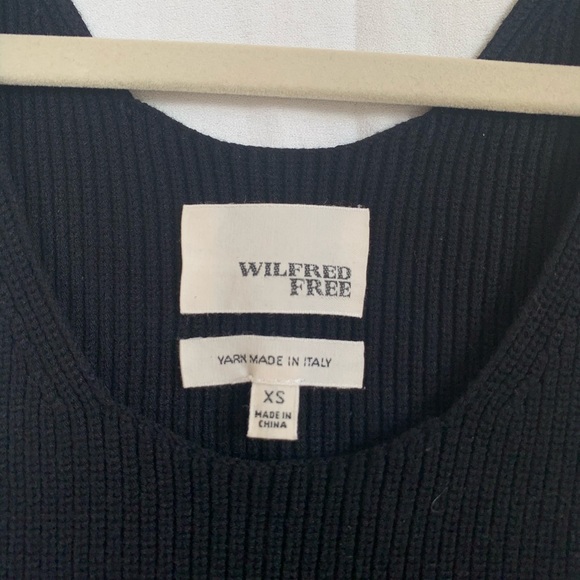 WILFRED
FREE
YARN MADE IN ITALY
XS
MADE IN
CHINA